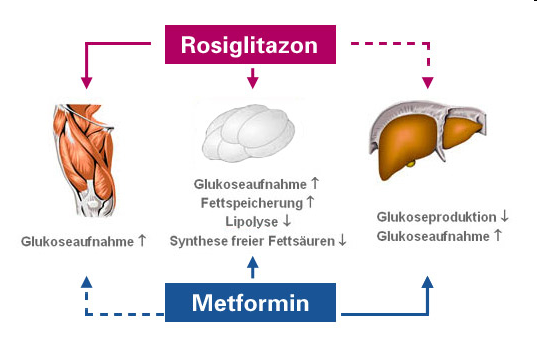 Rosiglitazon
Glukoseaufnahme ↑
Fettspeicherung ↑
Lipolyse ↓
Synthese freier Fettsäuren ↓
Glukoseproduktion ↓
Glukoseaufnahme ↑
Glukoseaufnahme ↑
Metformin